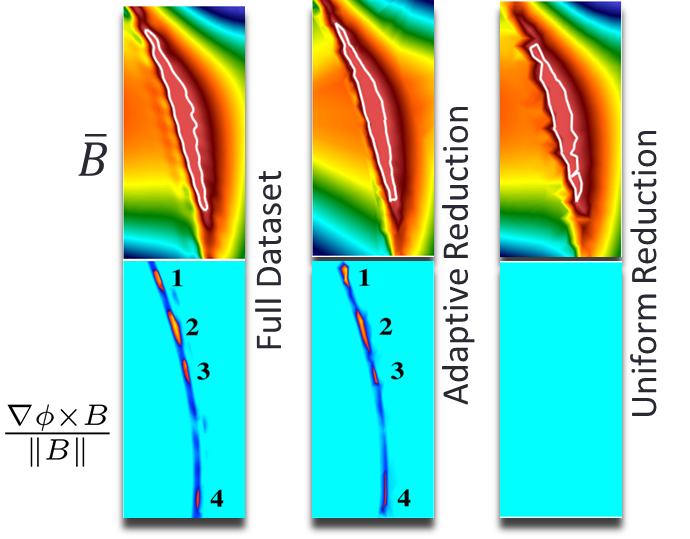 B̄
Full Dataset
Adaptive Reduction
Uniform Reduction
∇ϕ×B
‖B‖
1
2
3
4
1
2
3
4